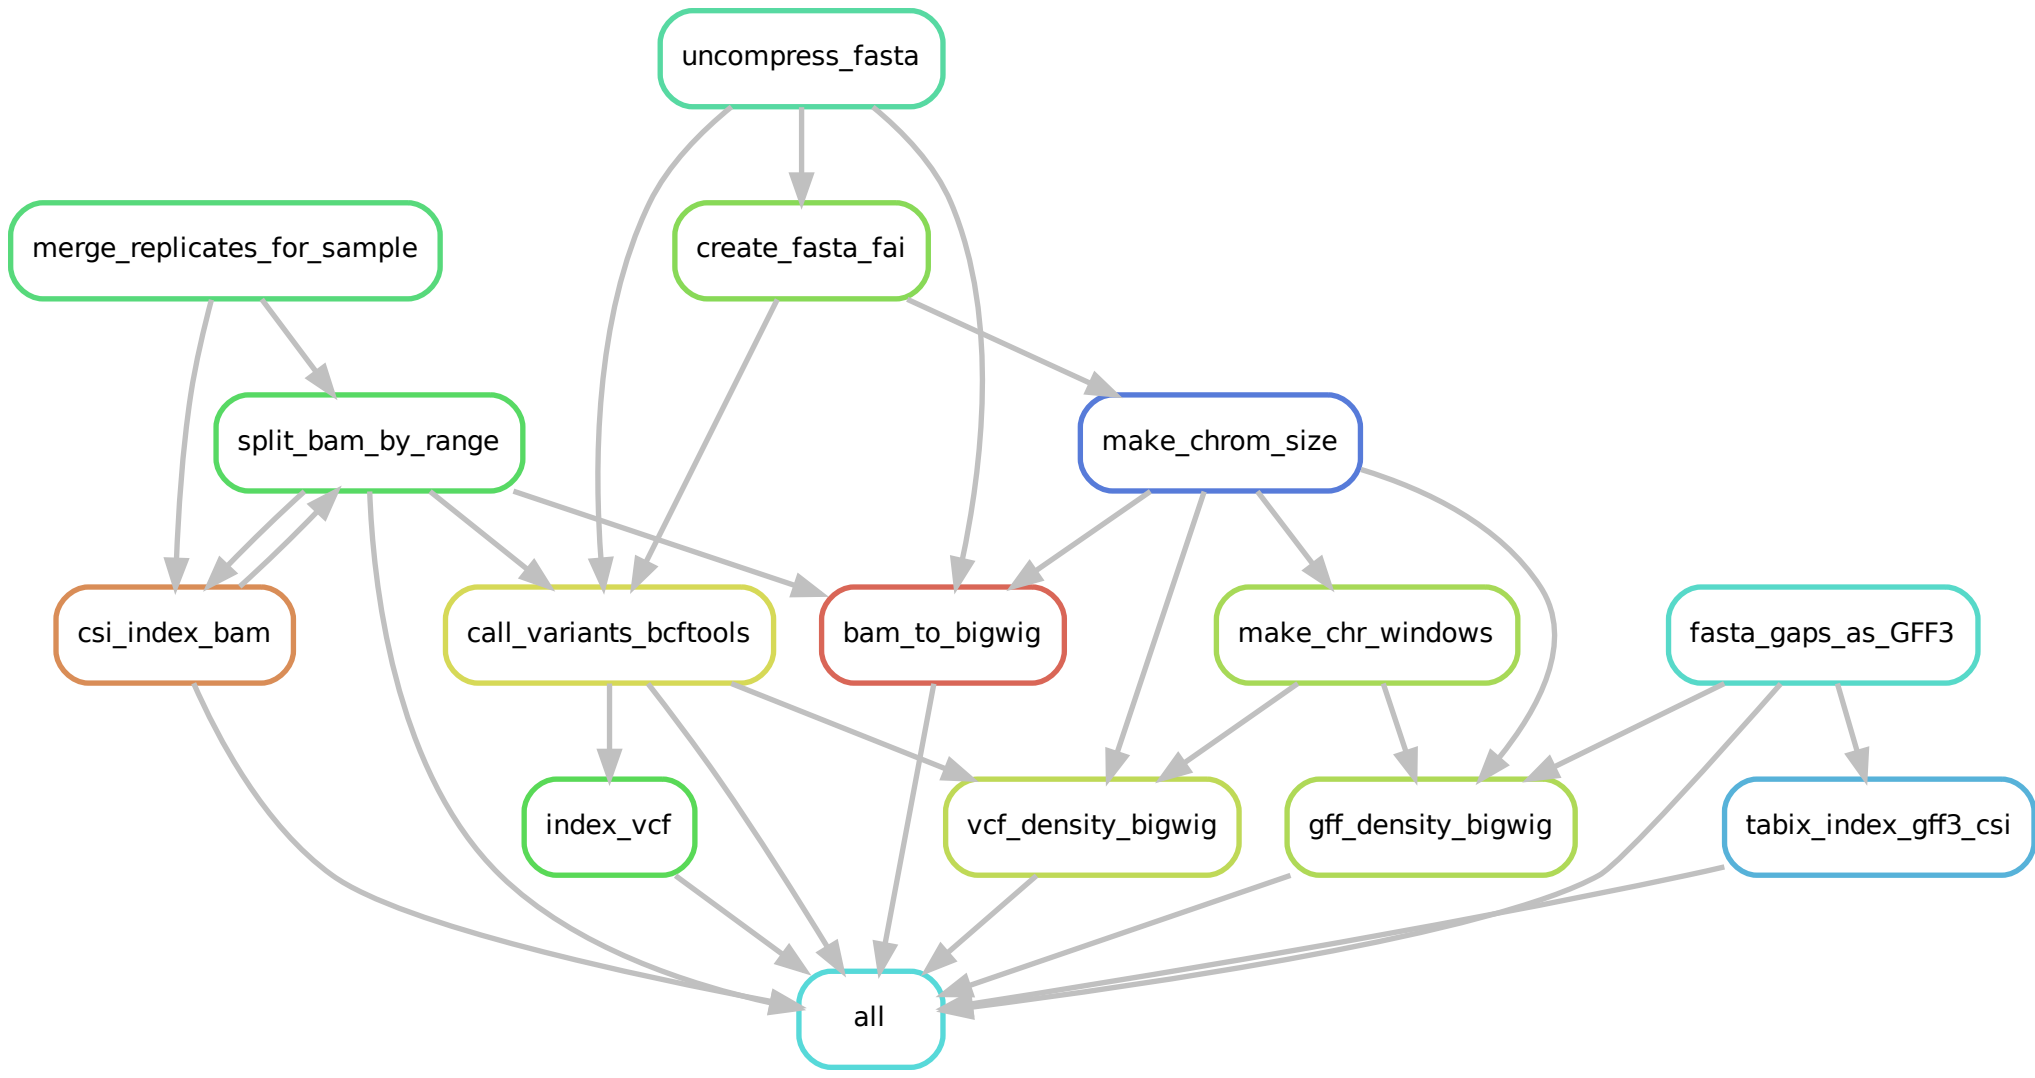 uncompress_fasta
merge_replicates_for_sample
create_fasta_fai
split_bam_by_range
make_chrom_size
csi_index_bam
call_variants_bcftools
bam_to_bigwig
make_chr_windows
fasta_gaps_as_GFF3
index_vcf
vcf_density_bigwig
gff_density_bigwig
tabix_index_gff3_csi
all